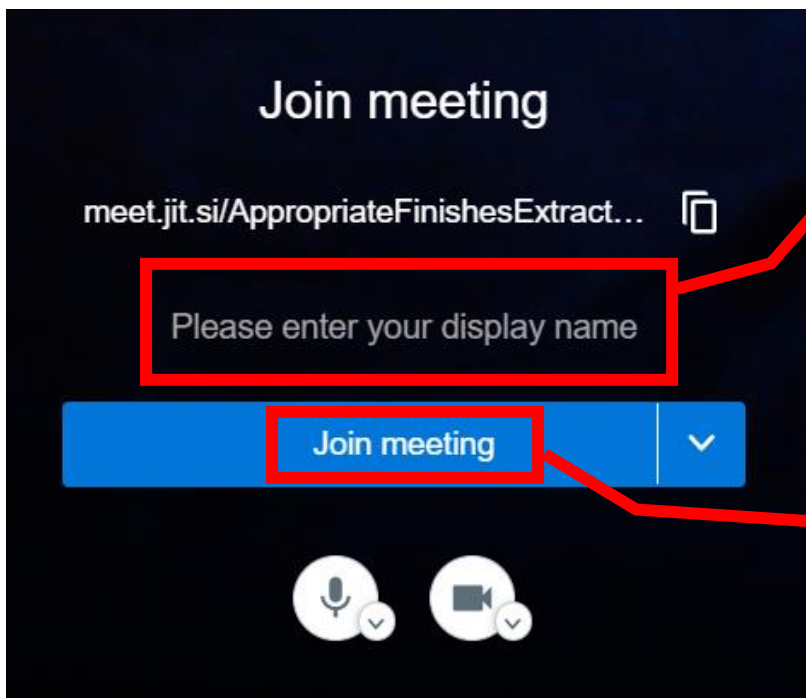 Join meeting
meet.jit.si/AppropriateFinishesExtract...
Please enter your display name
Join meeting